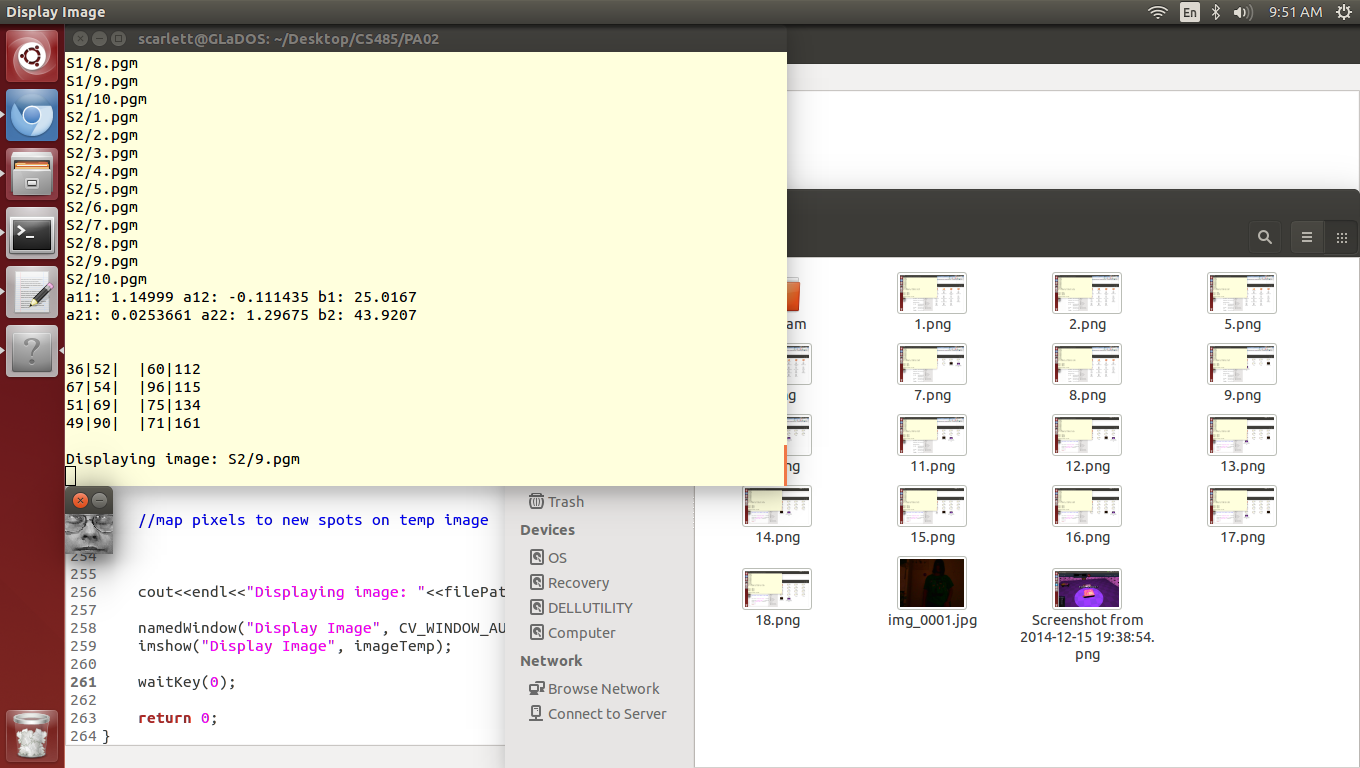 Display Image
En
9:51 AM
scarlett@GLaDOS: ~/Desktop/CS485/PA02
S1/8.pgm
S1/9.pgm
S1/10.pgm
S2/1.pgm
S2/2.pgm
S2/3.pgm
S2/4.pgm
S2/5.pgm
S2/6.pgm
S2/7.pgm
S2/8.pgm
S2/9.pgm
S2/10.pgm
a11: 1.14999 a12: -0.111435 b1: 25.0167
a21: 0.0253661 a22: 1.29675 b2: 43.9207
36|52|  |60|112
67|54|  |96|115
51|69|  |75|134
49|90|  |71|161
Displaying image: S2/9.pgm
//map pixels to new spots on temp image
254
255
256 cout<<endl<<"Displaying image: "<<filePat
257
258 namedWindow("Display Image", CV_WINDOW_AU
259 imshow("Display Image", imageTemp);
260
261 waitKey(0);
262
263 return 0;
264 }
Trash
Devices
OS
Recovery
DELLUTILITY
Computer
Network
Browse Network
Connect to Server
am
1.png
2.png
5.png
ng
7.png
8.png
9.png
ng
11.png
12.png
13.png
14.png
15.png
16.png
17.png
18.png
img_0001.jpg
Screenshot from
2014-12-15 19:38:54.
png